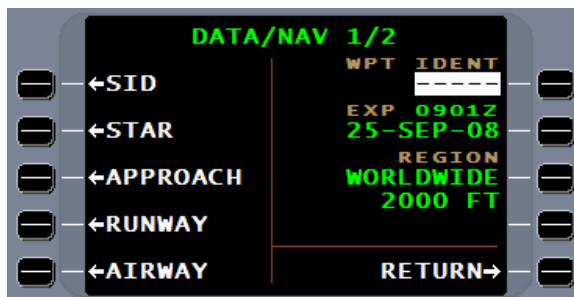 DATA/NAV 1/2
WPT IDENT
←SID
-----
EXP 0901Z
←STAR
25-SEP-08
REGION
←APPROACH
WORLDWIDE
2000 FT
←RUNWAY
←AIRWAY
RETURN→